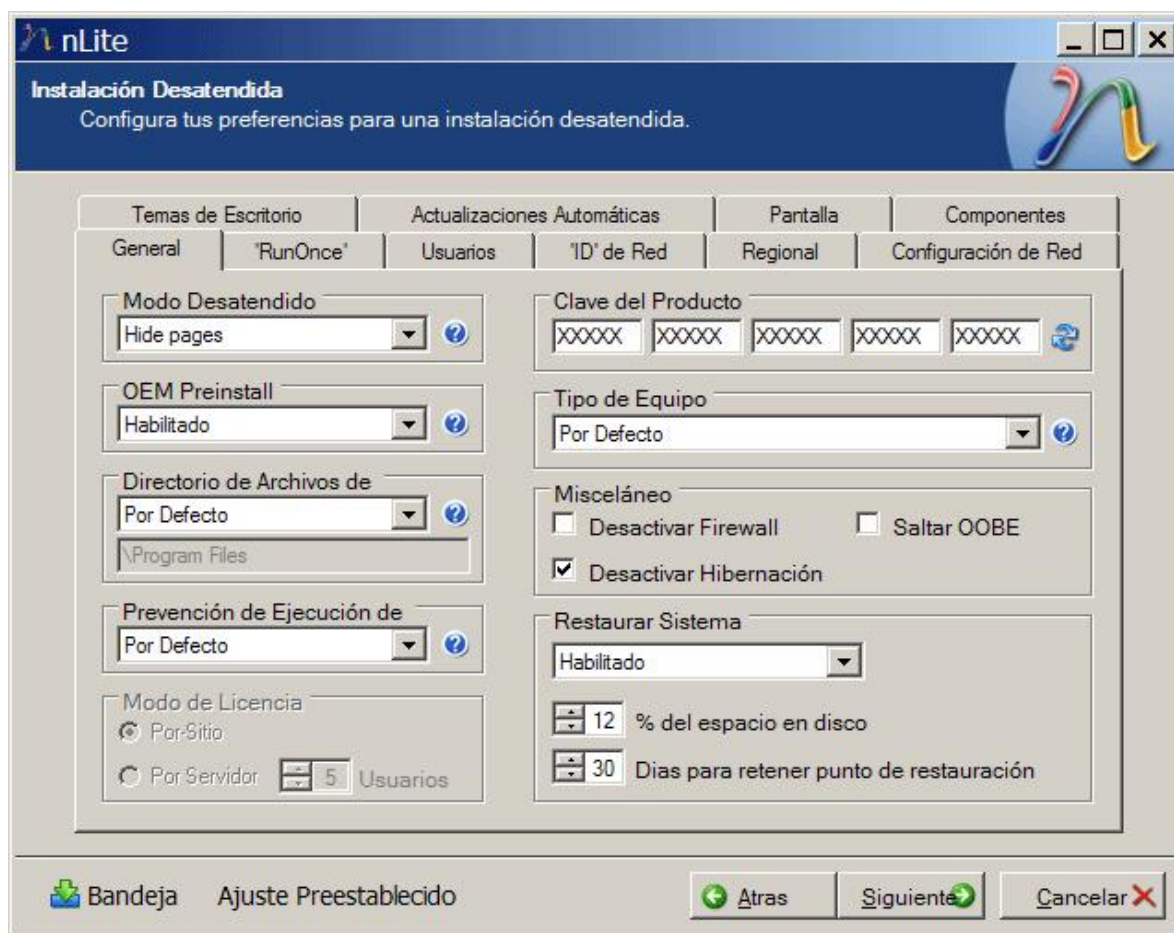 nLite
Instalación Desatendida
Configura tus preferencias para una instalación desatendida.
Temas de Escritorio
Actualizaciones Automáticas
Pantalla
Componentes
General
'RunOnce'
Usuarios
'ID' de Red
Regional
Configuración de Red
Modo Desatendido
Hide pages
OEM Preinstall
Habilitado
Directorio de Archivos de
Por Defecto
\Program Files
Prevención de Ejecución de
Por Defecto
Modo de Licencia
Por-Sitio
Por Servidor 5 Usuarios
Clave del Producto
XXXXX XXXXX XXXXX XXXXX XXXXX
Tipo de Equipo
Por Defecto
Misceláneo
Desactivar Firewall
Saltar OOBE
Desactivar Hibernación
Restaurar Sistema
Habilitado
12 % del espacio en disco
30 Dias para retener punto de restauración
Bandeja
Ajuste Preestablecido
Atras
Siguiente
Cancelar